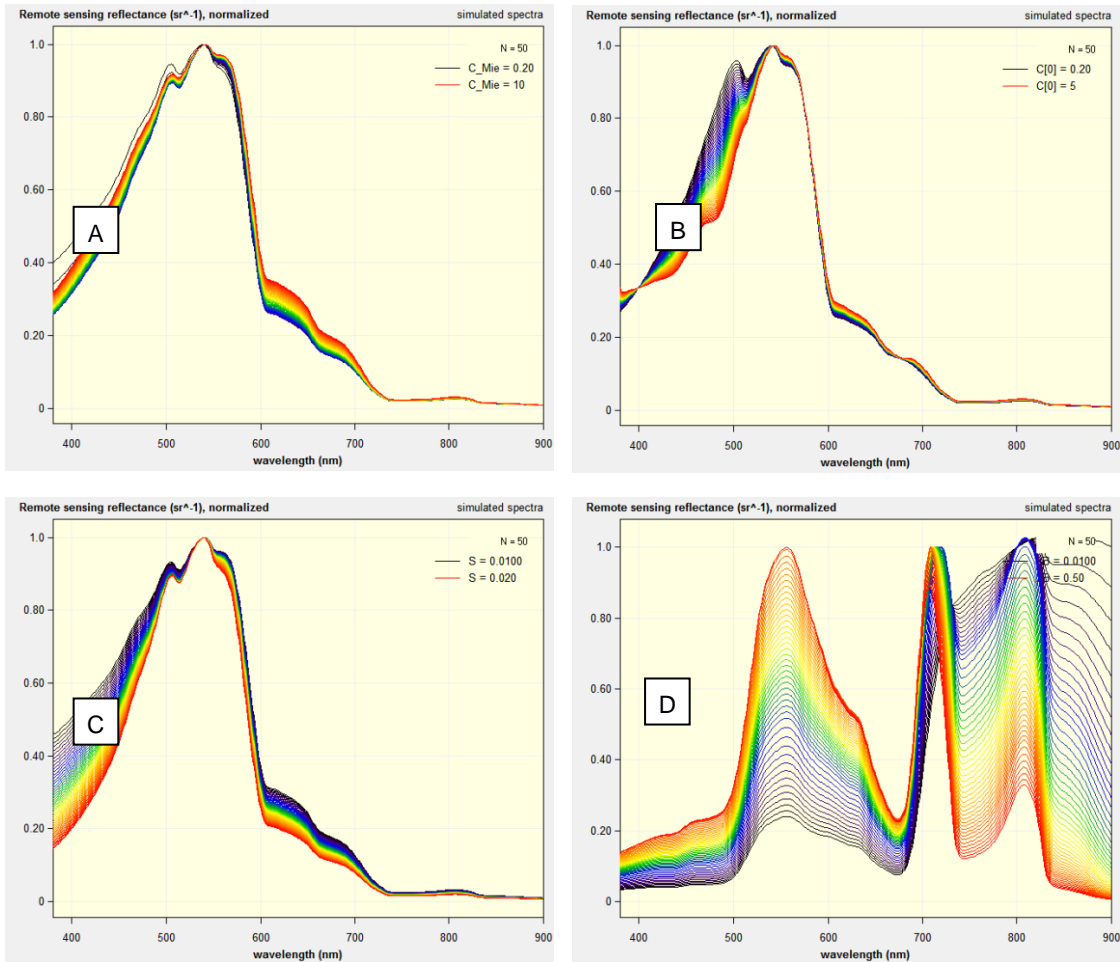 Remote sensing reflectance (sr^-1), normalized simulated spectra
N = 50
C_Mie = 0.20
C_Mie = 10
1.0
0.80
0.60
0.40
0.20
0
A
400 500 600 700 800 900
wavelength (nm)
Remote sensing reflectance (sr^-1), normalized simulated spectra
N = 50
C[0] = 0.20
C[0] = 5
1.0
0.80
0.60
0.40
0.20
0
B
400 500 600 700 800 900
wavelength (nm)
Remote sensing reflectance (sr^-1), normalized simulated spectra
N = 50
S = 0.0100
S = 0.020
1.0
0.80
0.60
0.40
0.20
0
C
400 500 600 700 800 900
wavelength (nm)
Remote sensing reflectance (sr^-1), normalized simulated spectra
N = 50
= 0.0100
= 0.50
1.0
0.80
0.60
0.40
0.20
0
D
400 500 600 700 800 900
wavelength (nm)